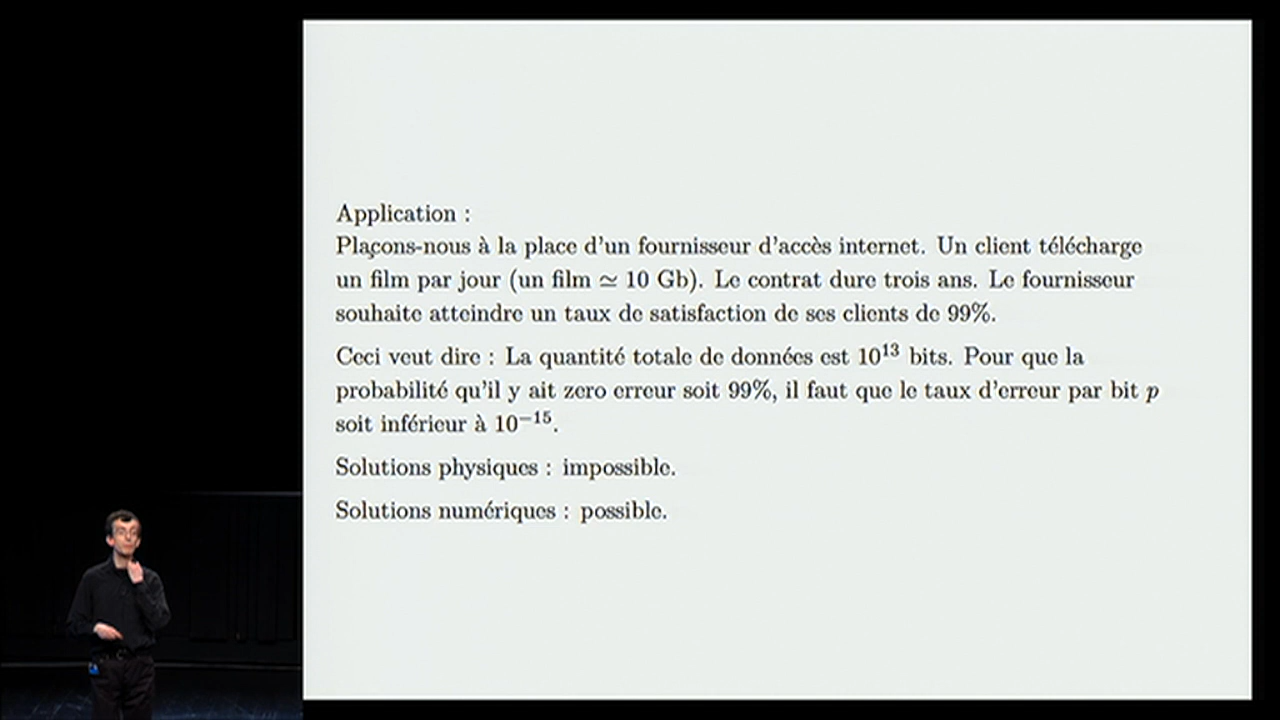 Application :
Plaçons-nous à la place d'un fournisseur d'accès internet. Un client télécharge
un film par jour (un film ≃ 10 Gb). Le contrat dure trois ans. Le fournisseur
souhaite atteindre un taux de satisfaction de ses clients de 99%.
Ceci veut dire : La quantité totale de données est 10¹³ bits. Pour que la
probabilité qu'il y ait zero erreur soit 99%, il faut que le taux d'erreur par bit p
soit inférieur à 10⁻¹⁵.
Solutions physiques : impossible.
Solutions numériques : possible.